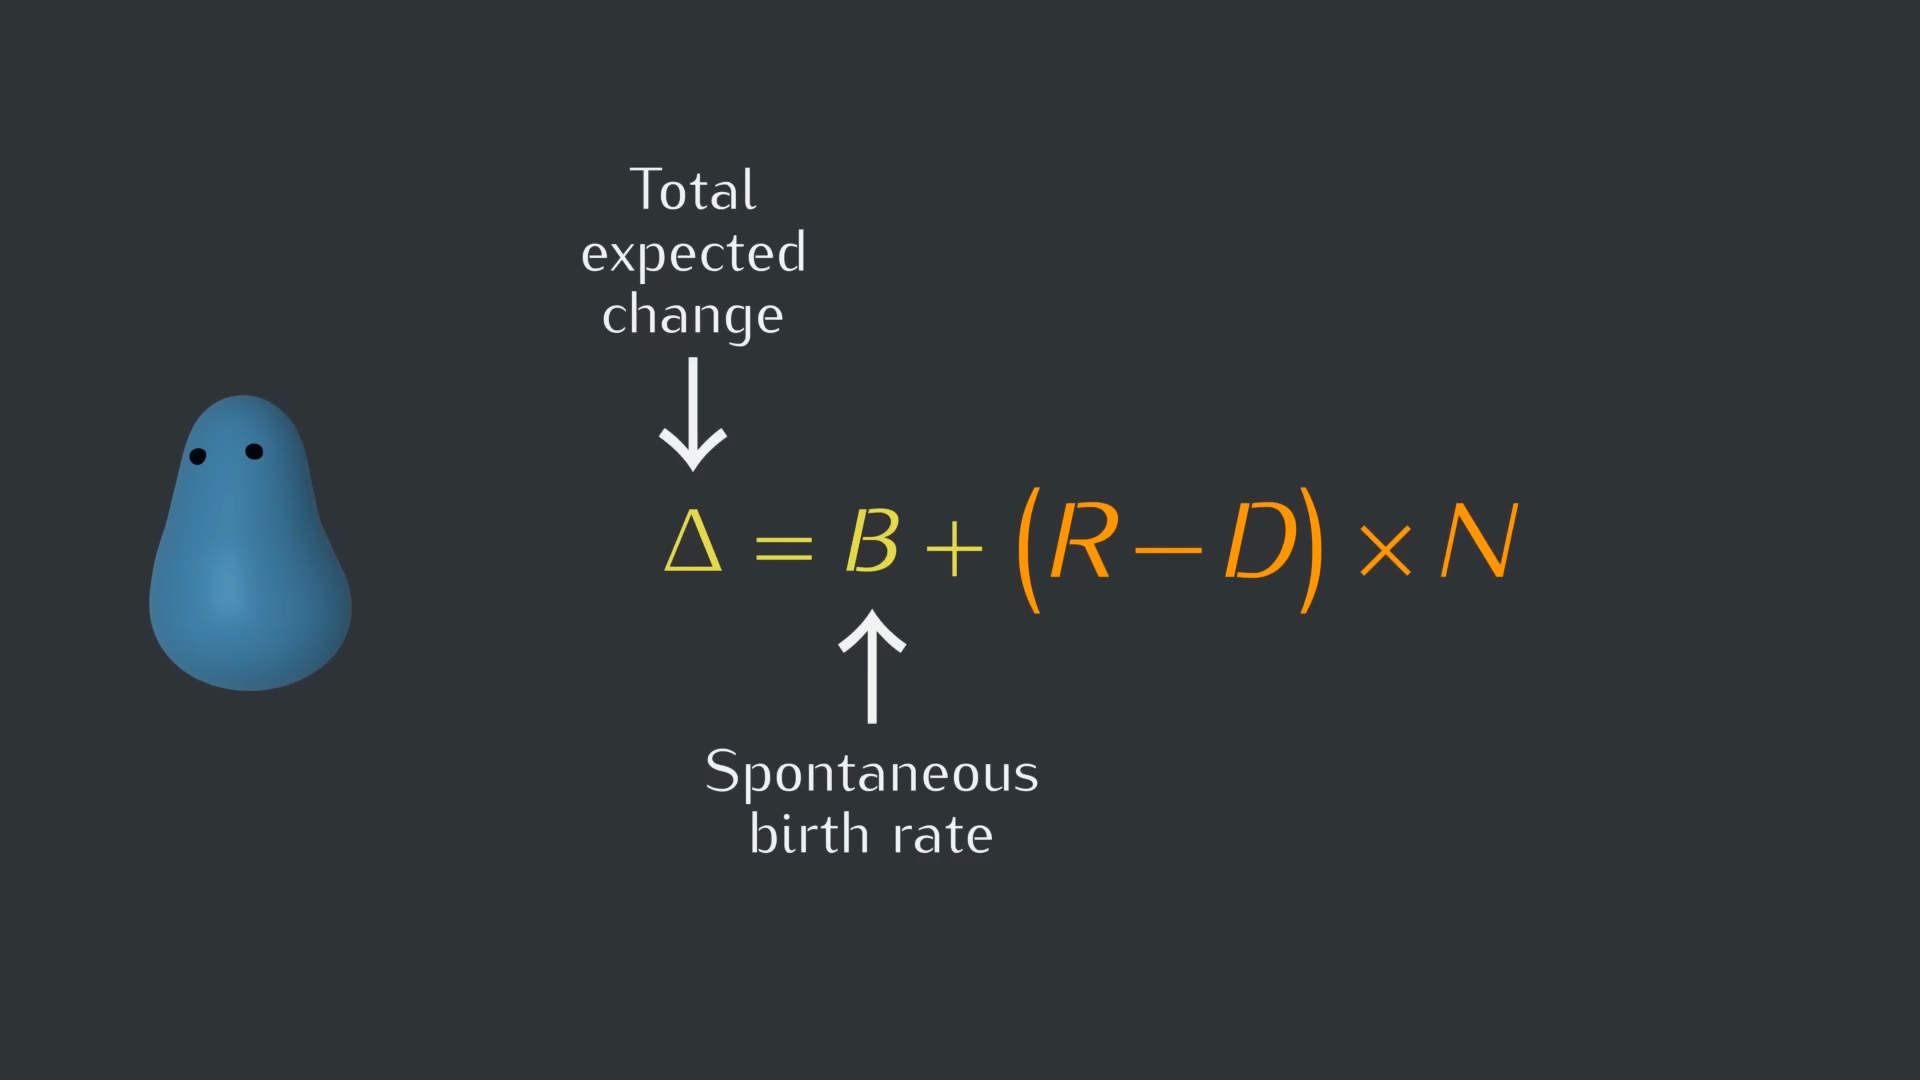 Total
expected
change
Δ = B + (R − D) × N
Spontaneous
birth rate